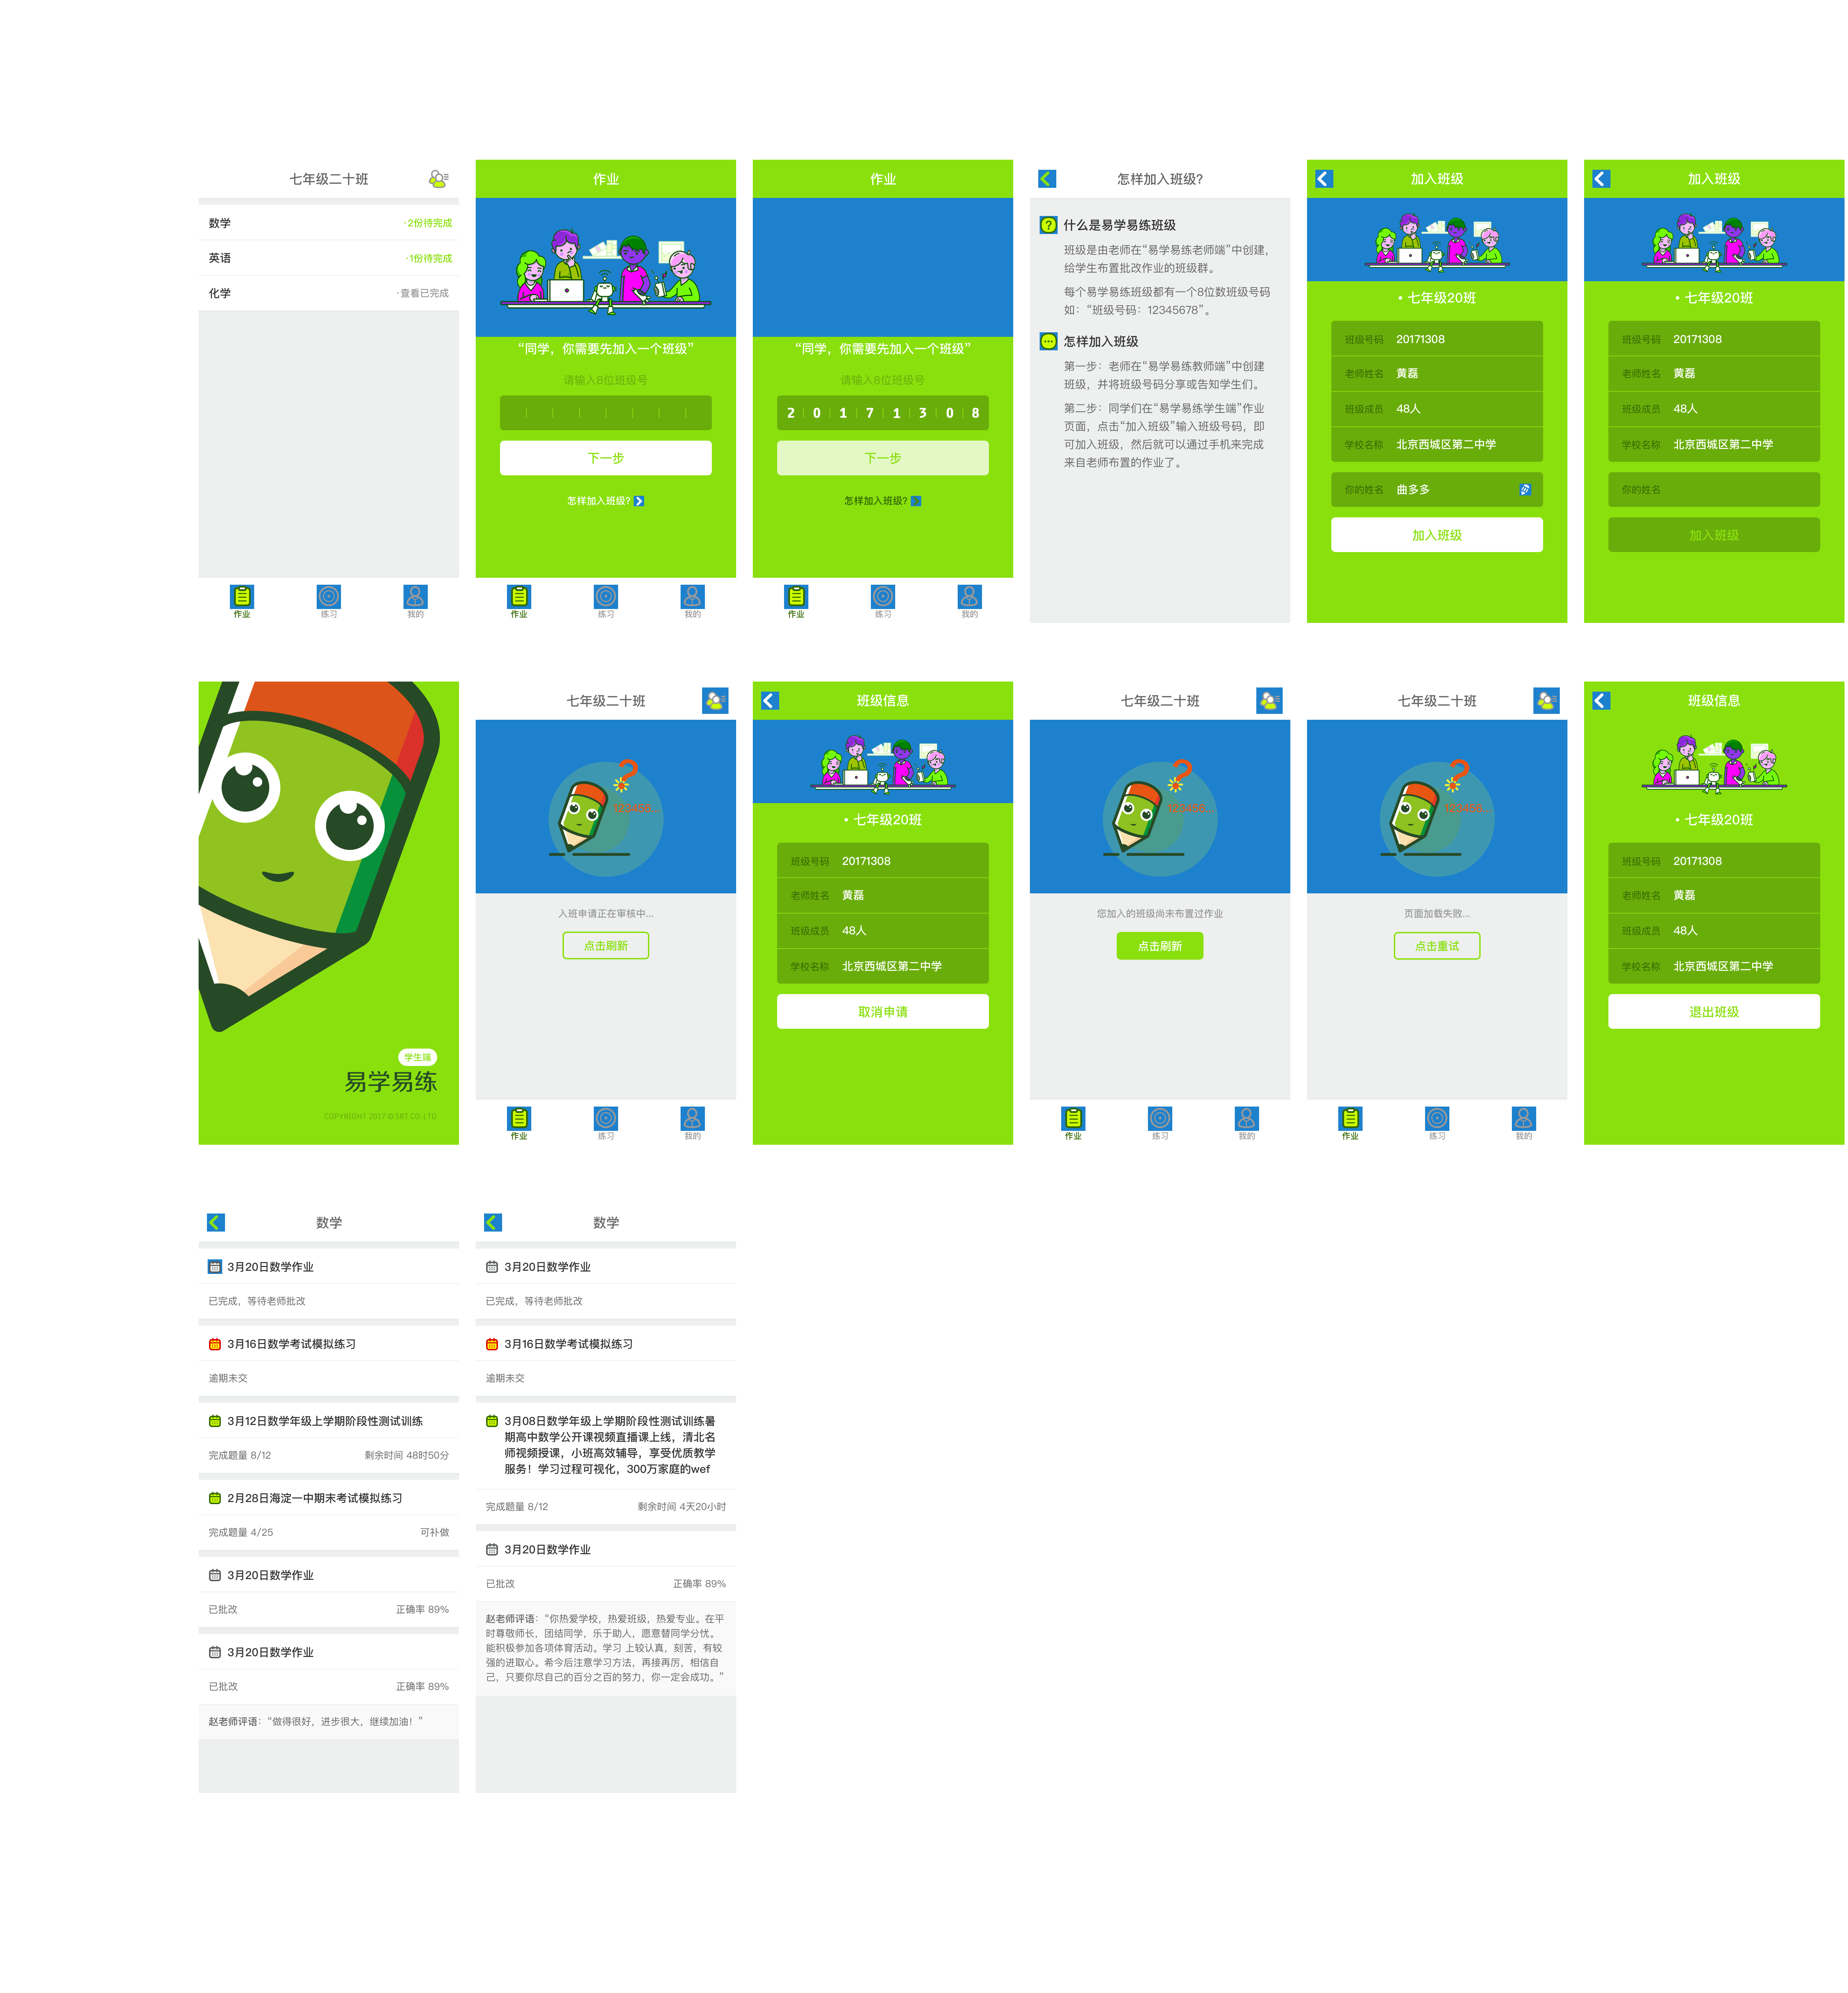 七年级二十班
数学
·2份待完成
英语
·1份待完成
化学
·查看已完成
作业
练习
我的
作业
“同学，你需要先加入一个班级”
请输入8位班级号
下一步
怎样加入班级?
作业
练习
我的
作业
“同学，你需要先加入一个班级”
请输入8位班级号
2 0 1 7 1 3 0 8
下一步
怎样加入班级?
作业
练习
我的
怎样加入班级?
什么是易学易练班级
班级是由老师在“易学易练老师端”中创建，
给学生布置批改作业的班级群。
每个易学易练班级都有一个8位数班级号码
如：“班级号码：12345678”。
怎样加入班级
第一步：老师在“易学易练教师端”中创建
班级，并将班级号码分享或告知学生们。
第二步：同学们在“易学易练学生端”作业
页面，点击“加入班级”输入班级号码，即
可加入班级，然后就可以通过手机来完成
来自老师布置的作业了。
加入班级
• 七年级20班
班级号码 20171308
老师姓名 黄磊
班级成员 48人
学校名称 北京西城区第二中学
你的姓名 曲多多
加入班级
加入班级
• 七年级20班
班级号码 20171308
老师姓名 黄磊
班级成员 48人
学校名称 北京西城区第二中学
你的姓名
加入班级
学生端
易学易练
COPYRIGHT 2017 © SRT CO. LTD
七年级二十班
123456...
入班申请正在审核中...
点击刷新
作业
练习
我的
班级信息
• 七年级20班
班级号码 20171308
老师姓名 黄磊
班级成员 48人
学校名称 北京西城区第二中学
取消申请
七年级二十班
123456...
您加入的班级尚未布置过作业
点击刷新
作业
练习
我的
七年级二十班
123456...
页面加载失败...
点击重试
作业
练习
我的
班级信息
• 七年级20班
班级号码 20171308
老师姓名 黄磊
班级成员 48人
学校名称 北京西城区第二中学
退出班级
数学
3月20日数学作业
已完成，等待老师批改
3月16日数学考试模拟练习
逾期未交
3月12日数学年级上学期阶段性测试训练
完成题量 8/12
剩余时间 48时50分
2月28日海淀一中期末考试模拟练习
完成题量 4/25
可补做
3月20日数学作业
已批改
正确率 89%
3月20日数学作业
已批改
正确率 89%
赵老师评语：“做得很好，进步很大，继续加油！”
数学
3月20日数学作业
已完成，等待老师批改
3月16日数学考试模拟练习
逾期未交
3月08日数学年级上学期阶段性测试训练暑
期高中数学公开课视频直播课上线，清北名
师视频授课，小班高效辅导，享受优质教学
服务！学习过程可视化，300万家庭的wef
完成题量 8/12
剩余时间 4天20小时
3月20日数学作业
已批改
正确率 89%
赵老师评语：“你热爱学校，热爱班级，热爱专业。在平
时尊敬师长，团结同学，乐于助人，愿意替同学分忧。
能积极参加各项体育活动。学习 上较认真，刻苦，有较
强的进取心。希今后注意学习方法，再接再厉，相信自
己，只要你尽自己的百分之百的努力，你一定会成功。”